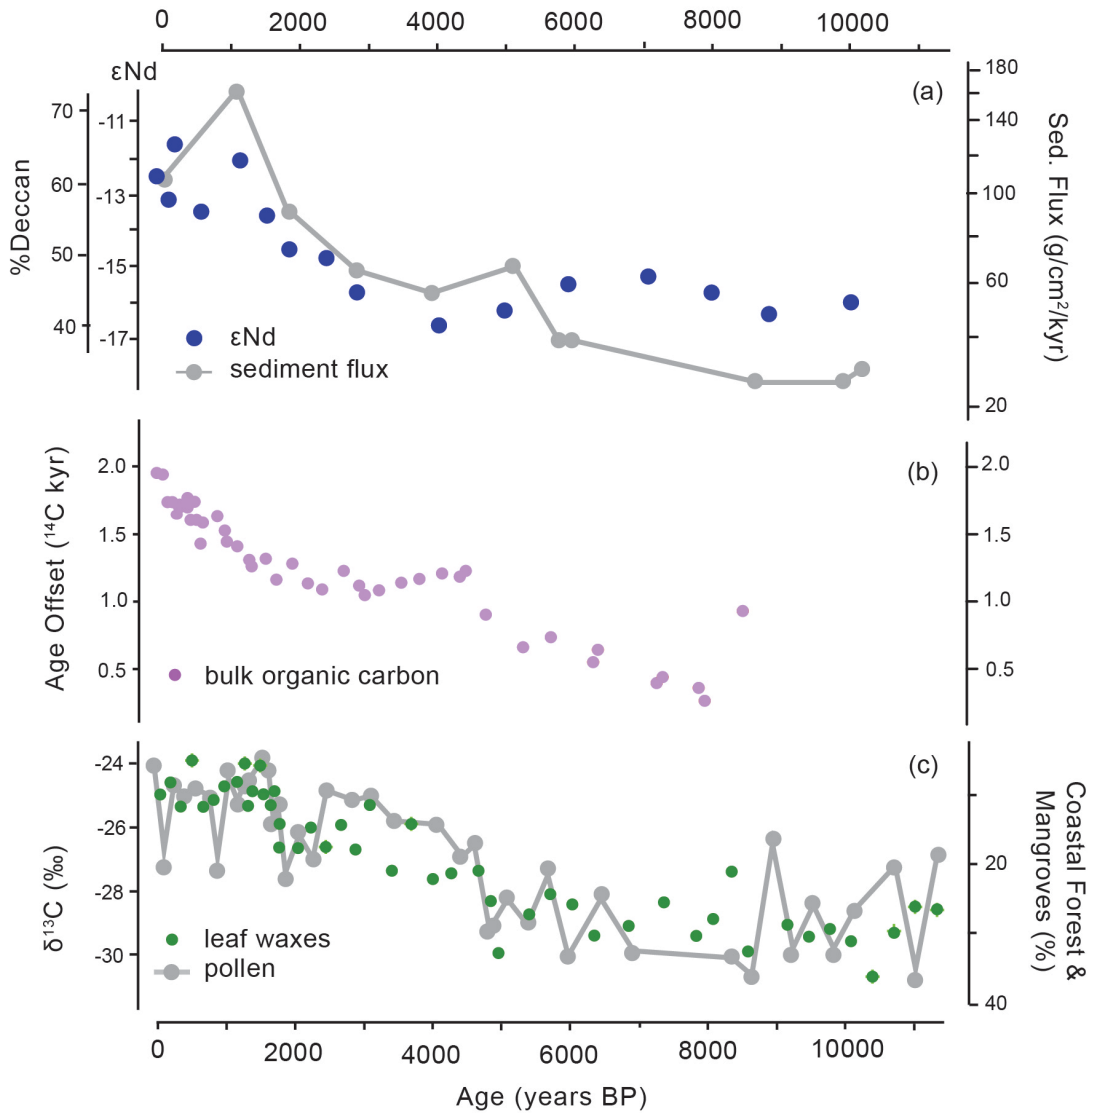 0 2000 4000 6000 8000 10000
εNd
(a)
70
60
50
40
%Deccan
-11
-13
-15
-17
180
140
100
60
20
Sed. Flux (g/cm²/kyr)
εNd
sediment flux
(b)
2.0
1.5
1.0
0.5
Age Offset (¹⁴C kyr)
2.0
1.5
1.0
0.5
bulk organic carbon
(c)
-24
-26
-28
-30
δ¹³C (‰)
20
40
Coastal Forest &
Mangroves (%)
leaf waxes
pollen
0 2000 4000 6000 8000 10000
Age (years BP)